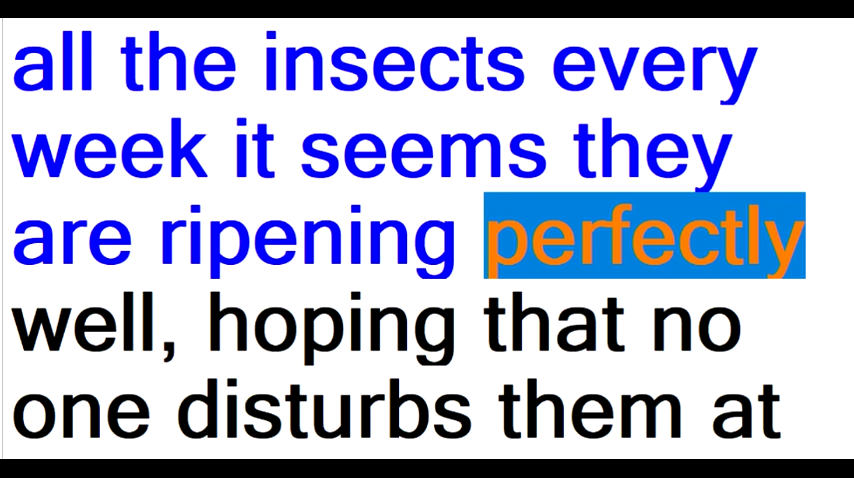 all the insects every
week it seems they
are ripening perfectly
well, hoping that no
one disturbs them at